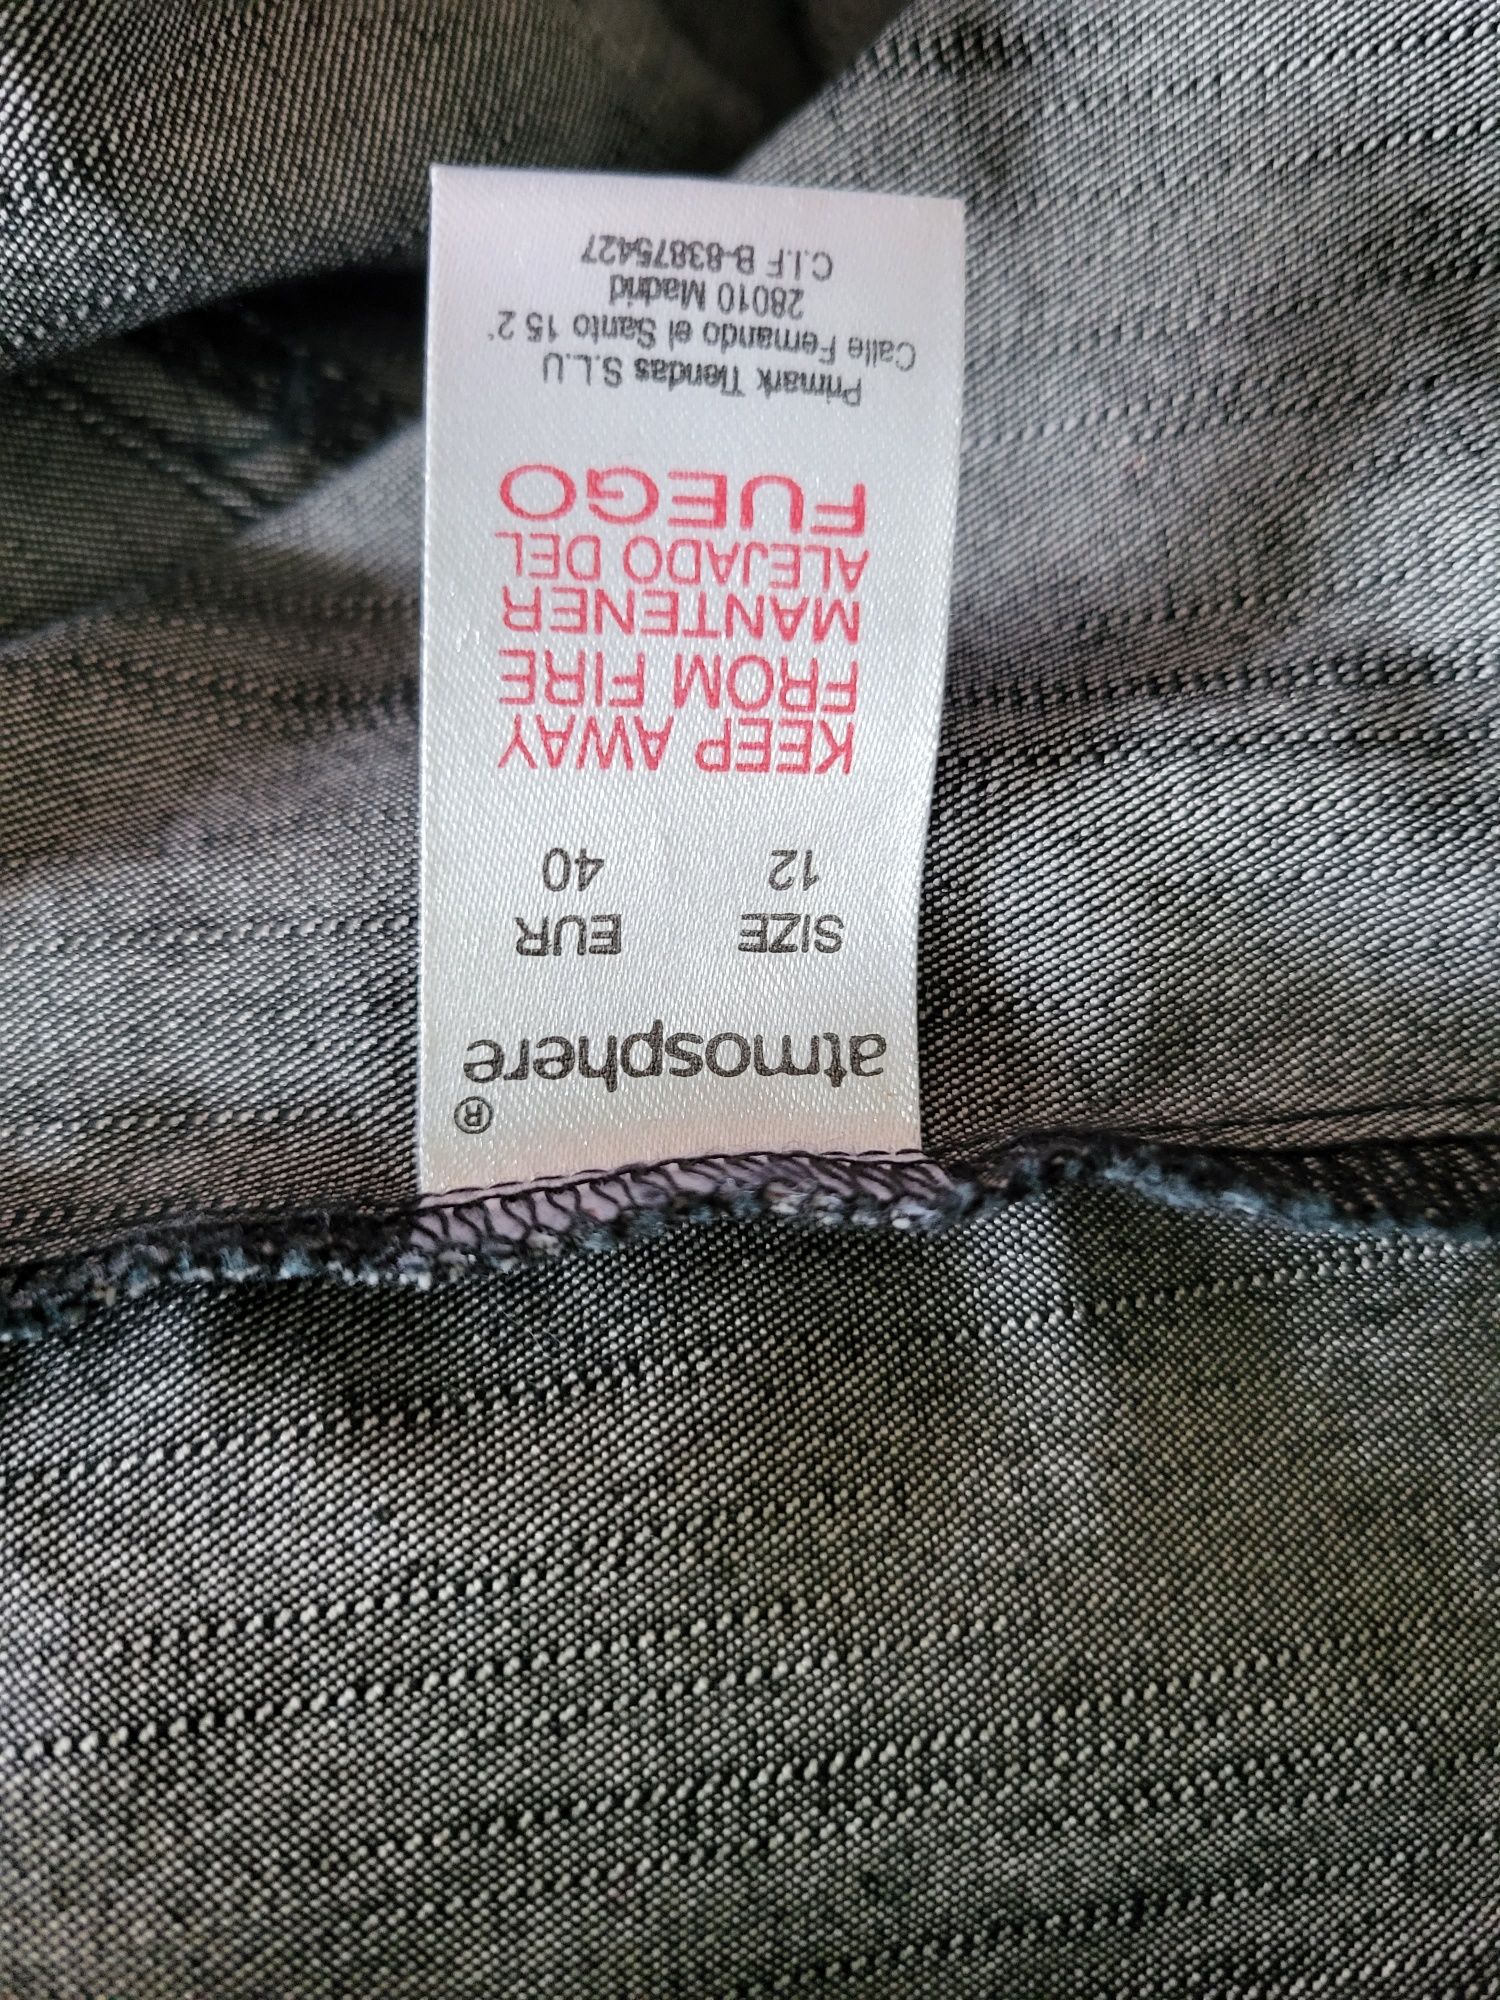 atmosphere®
SIZE EUR
12 40
KEEP AWAY
FROM FIRE
MANTENER
ALEJADO DEL
FUEGO
Primark Tiendas S.L.U
Calle Fernando el Santo 15 2°
28010 Madrid
C.I.F B-83875427